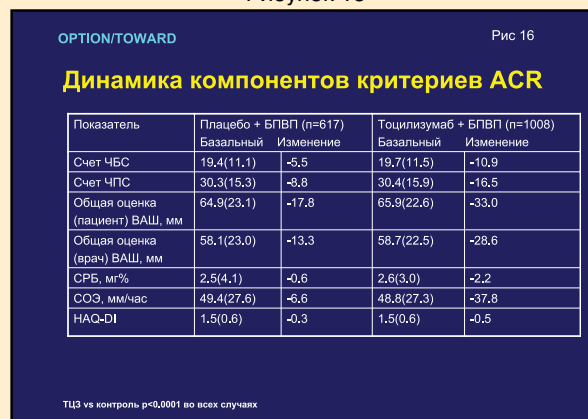 OPTION/TOWARD
Рис 16
Динамика компонентов критериев ACR
Показатель Плацебо + БПВП (п=617) Тоцилизумаб + БПВП (п=1008)
Базальный Изменение Базальный Изменение
Счет ЧБС 19.4(11.1) -5.5 19.7(11.5) -10.9
Счет ЧПС 30.3(15.3) -8.8 30.4(15.9) -16.5
Общая оценка 64.9(23.1) -17.8 65.9(22.6) -33.0
(пациент) ВАШ, мм
Общая оценка 58.1(23.0) -13.3 58.7(22.5) -28.6
(врач) ВАШ, мм
СРБ, мг% 2.5(4.1) -0.6 2.6(3.0) -2.2
СОЭ, мм/час 49.4(27.6) -6.6 48.8(27.3) -37.8
HAQ-DI 1.5(0.6) -0.3 1.5(0.6) -0.5
ТЦЗ vs контроль p<0.0001 во всех случаях